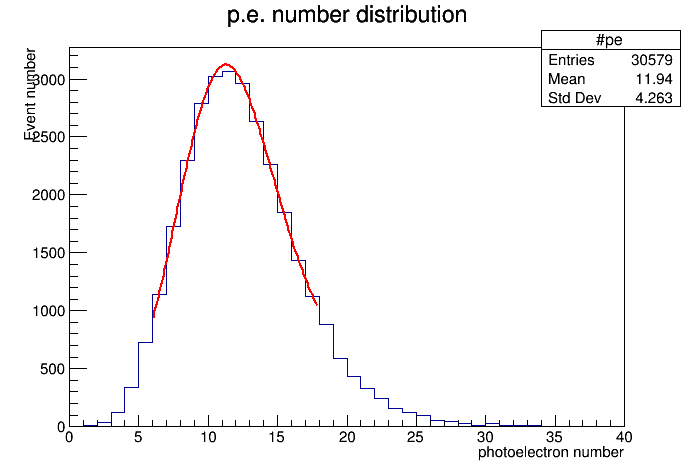 p.e. number distribution
#pe
Entries 30579
Mean 11.94
Std Dev 4.263
Event number
3000
2500
2000
1500
1000
500
0
0 5 10 15 20 25 30 35 40
photoelectron number